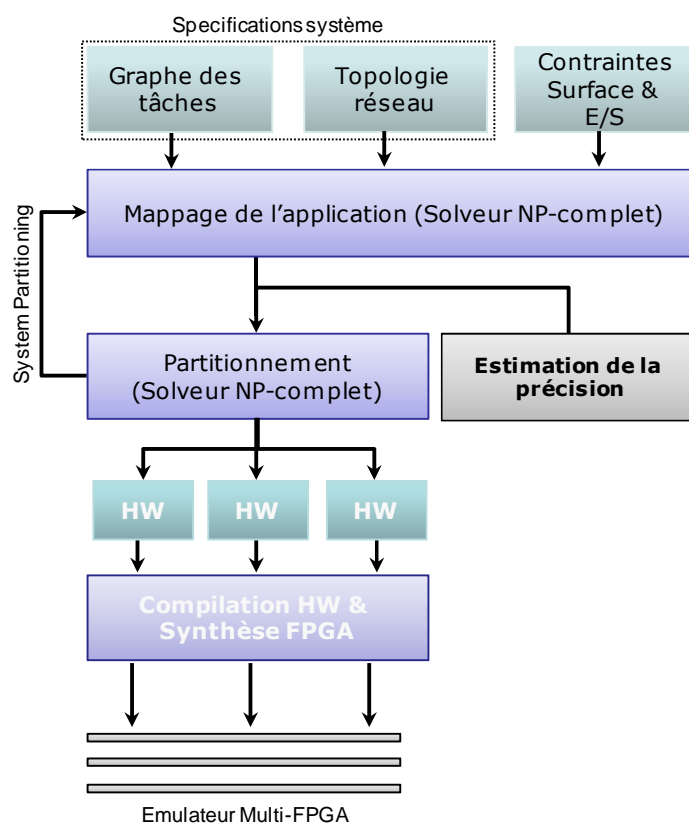 Specifications système
Graphe des
tâches
Topologie
réseau
Contraintes
Surface &
E/S
Mappage de l'application (Solveur NP-complet)
System Partitioning
Partitionnement
(Solveur NP-complet)
Estimation de la
précision
HW
HW
HW
Compilation HW &
Synthèse FPGA
Emulateur Multi-FPGA